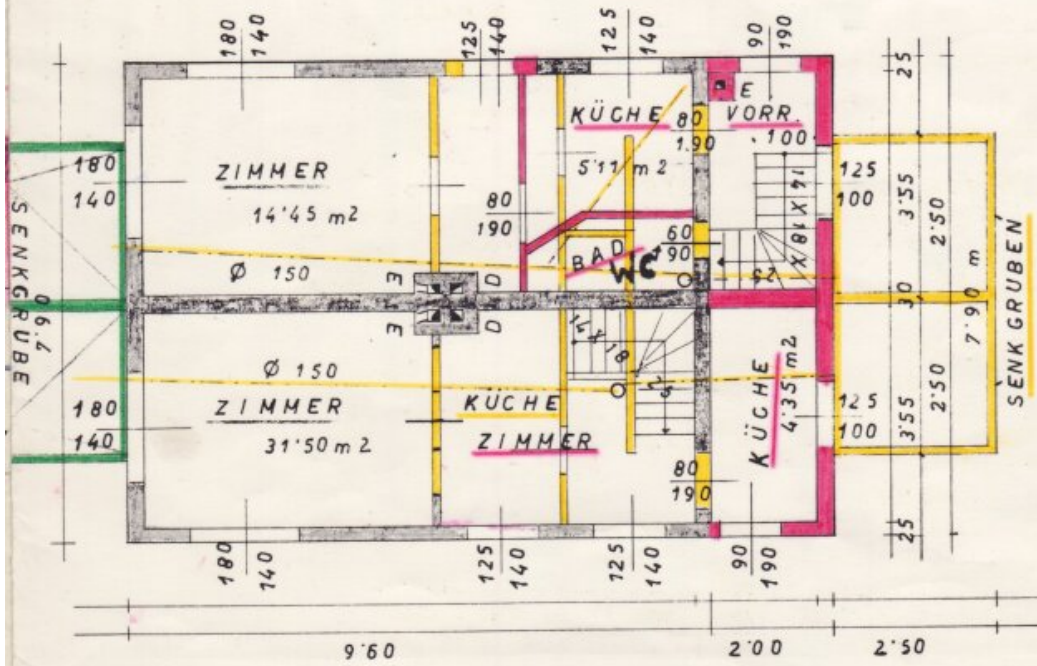 180
140
125
140
125
140
90
190
25
KÜCHE
80
1.90
E
VORR.
100
180
140
ZIMMER
14'45 m2
5'11 m2
14 X 18 X
25
125
100
3.55
2.50
80
190
60
90
BAD
WC
SENKGRUBE
Ø 150
E
D
30
7.60 m
SENKGRUBEN
E
D
14 X 18
25
Ø 150
180
140
ZIMMER
31'50 m2
KÜCHE
ZIMMER
KÜCHE
4.35 m2
125
100
3.55
2.50
80
190
25
180
140
125
140
125
140
90
190
9.60
2.00
2.50